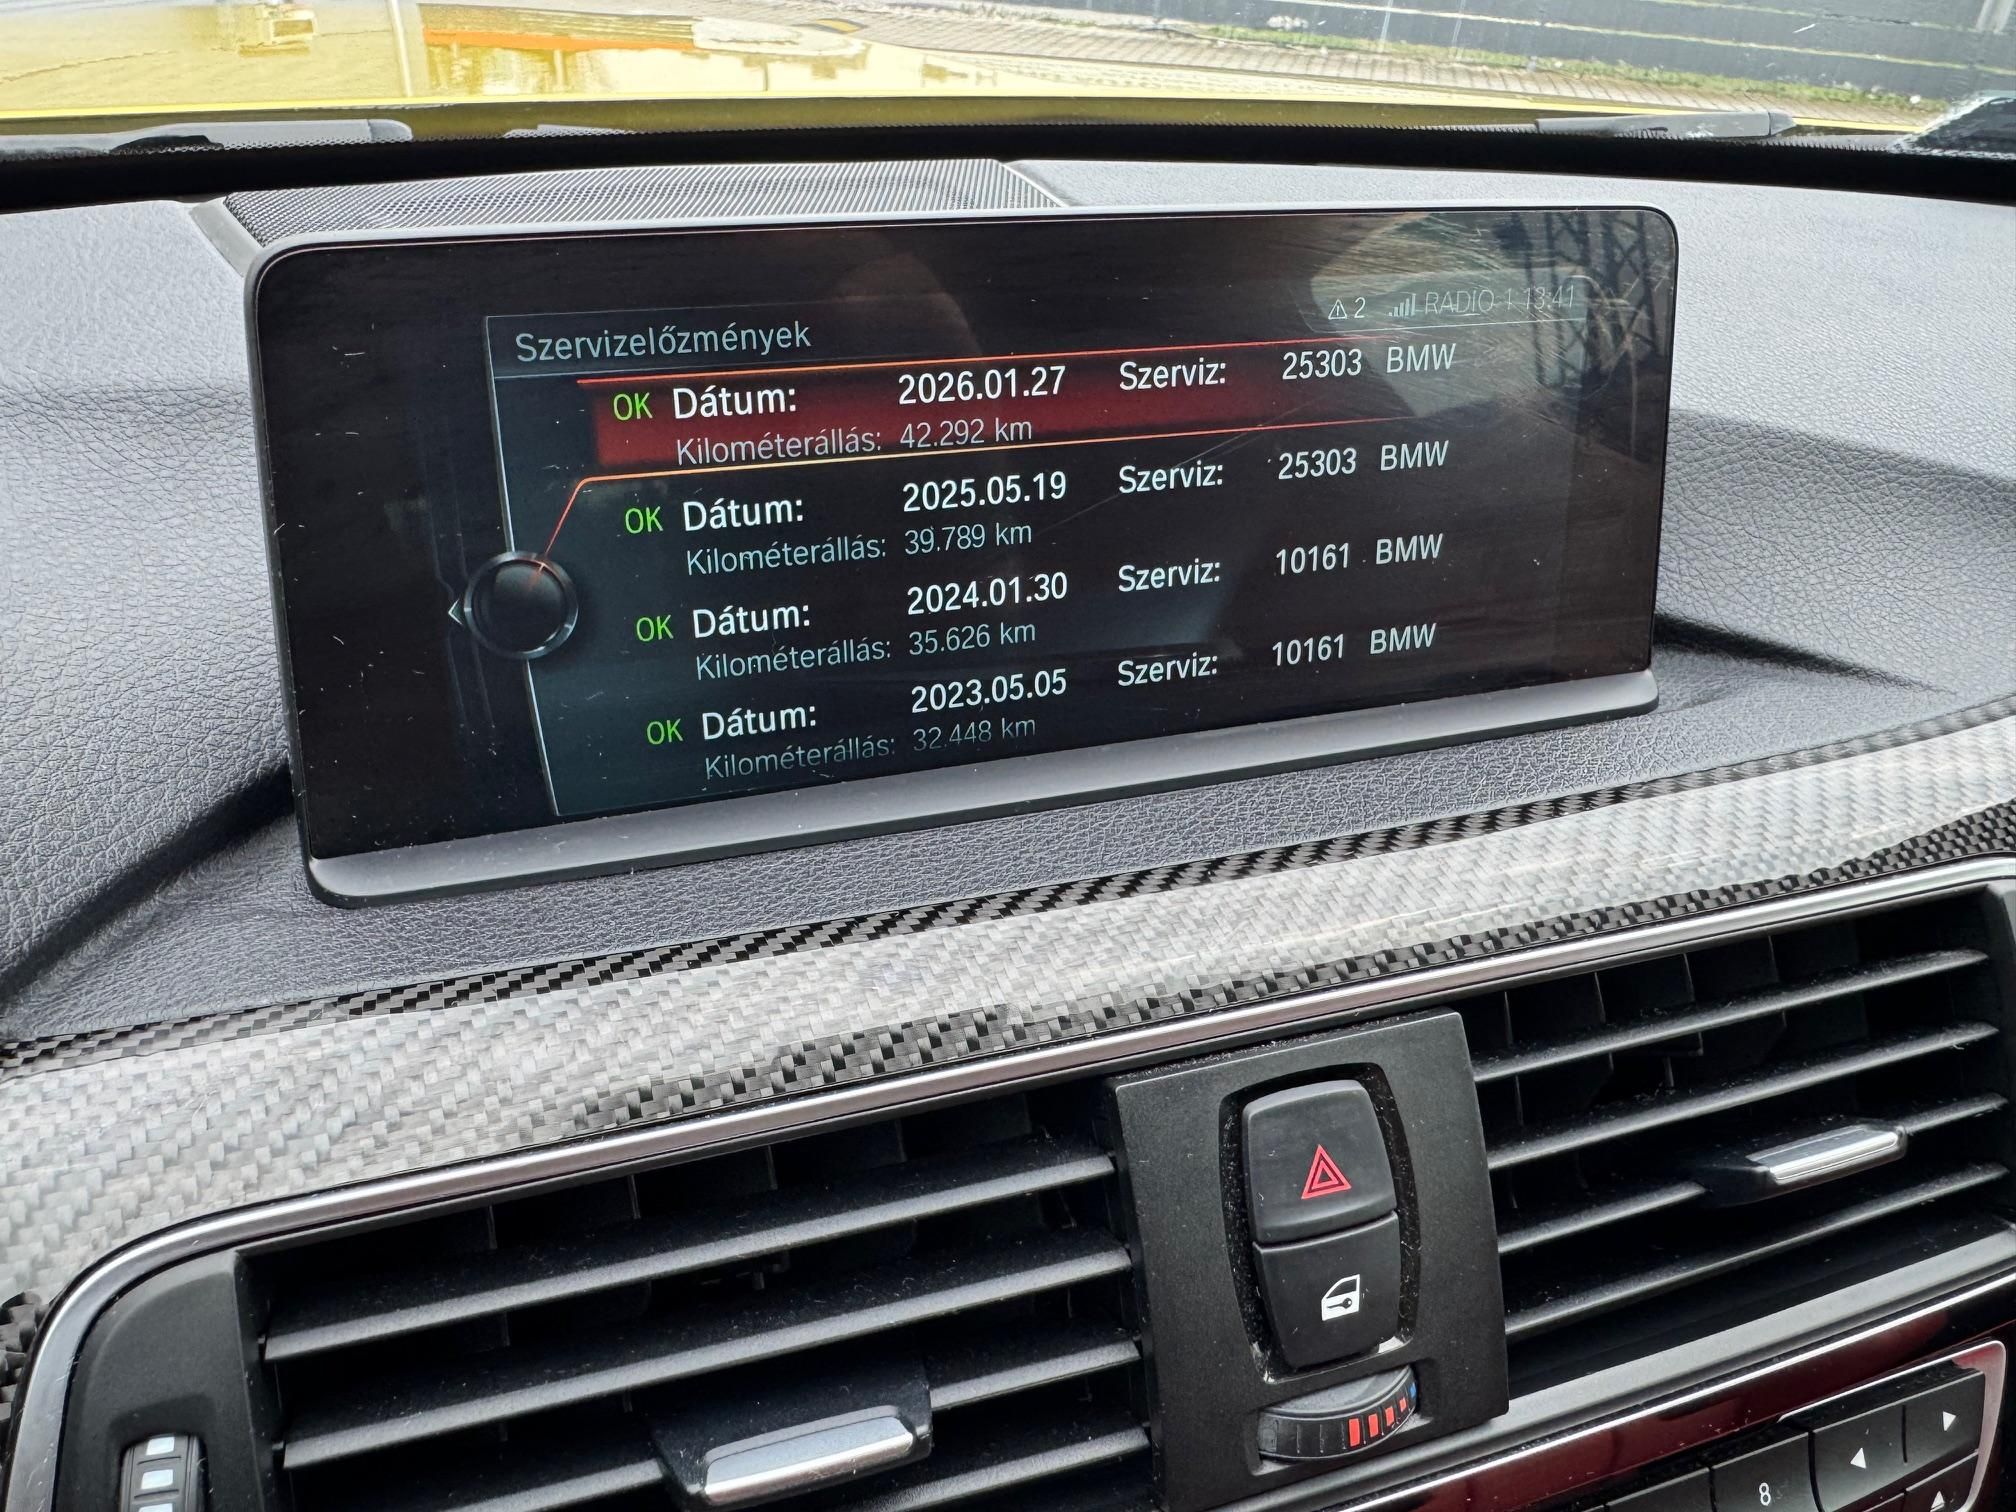 ⚠ 2 RADIO 1 13:41
Szervizelőzmények
OK Dátum: 2026.01.27 Szerviz: 25303 BMW
Kilométerállás: 42.292 km
OK Dátum: 2025.05.19 Szerviz: 25303 BMW
Kilométerállás: 39.789 km
OK Dátum: 2024.01.30 Szerviz: 10161 BMW
Kilométerállás: 35.626 km
OK Dátum: 2023.05.05 Szerviz: 10161 BMW
Kilométerállás: 32.448 km
8